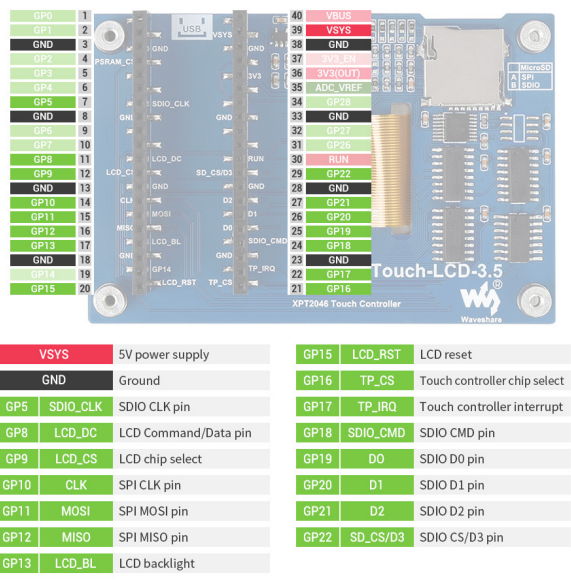 GP0 1
GP1 2
GND 3
GP2 4
GP3 5
GP4 6
GP5 7
GND 8
GP6 9
GP7 10
GP8 11
GP9 12
GND 13
GP10 14
GP11 15
GP12 16
GP13 17
GND 18
GP14 19
GP15 20
USB
GND
PSRAM_CS
SDIO_CLK
GND
LCD_DC
LCD_CS
GND
CLK
MOSI
MISO
LCD_BL
GND
GP14
LCD_RST
VSYS
GND
3V3
GND
RUN
SD_CS/D3
GND
D2
D1
D0
SDIO_CMD
GND
TP_IRQ
TP_CS
40 VBUS
39 VSYS
38 GND
37 3V3_EN
36 3V3(OUT)
35 ADC_VREF
34 GP28
33 GND
32 GP27
31 GP26
30 RUN
29 GP22
28 GND
27 GP21
26 GP20
25 GP19
24 GP18
23 GND
22 GP17
21 GP16
MicroSD
A SPI
B SDIO
Touch-LCD-3.5
XPT2046 Touch Controller
Waveshare
VSYS 5V power supply
GND Ground
GP5 SDIO_CLK SDIO CLK pin
GP8 LCD_DC LCD Command/Data pin
GP9 LCD_CS LCD chip select
GP10 CLK SPI CLK pin
GP11 MOSI SPI MOSI pin
GP12 MISO SPI MISO pin
GP13 LCD_BL LCD backlight
GP15 LCD_RST LCD reset
GP16 TP_CS Touch controller chip select
GP17 TP_IRQ Touch controller interrupt
GP18 SDIO_CMD SDIO CMD pin
GP19 DO SDIO D0 pin
GP20 D1 SDIO D1 pin
GP21 D2 SDIO D2 pin
GP22 SD_CS/D3 SDIO CS/D3 pin